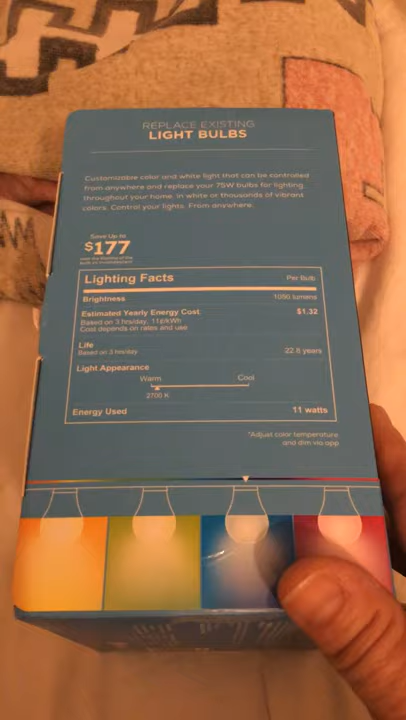 REPLACE EXISTING
LIGHT BULBS
Customizable color and white light that can be controlled
from anywhere and replace your 75W bulbs for lighting,
throughout your home. In white or thousands of vibrant
colors. Control your lights. From anywhere.
Save Up to
$177
Lighting Facts
Per Bulb
Brightness
1090 lumens
Estimated Yearly Energy Cost
$1.32
Based on 3 hrs/day, 11¢/kWh
Cost depends on rates and use
Life
Based on 3 hrs/day
22.8 years
Light Appearance
Warm Cool
2700 K
Energy Used
11 watts
*Adjust color temperature
and dim via app